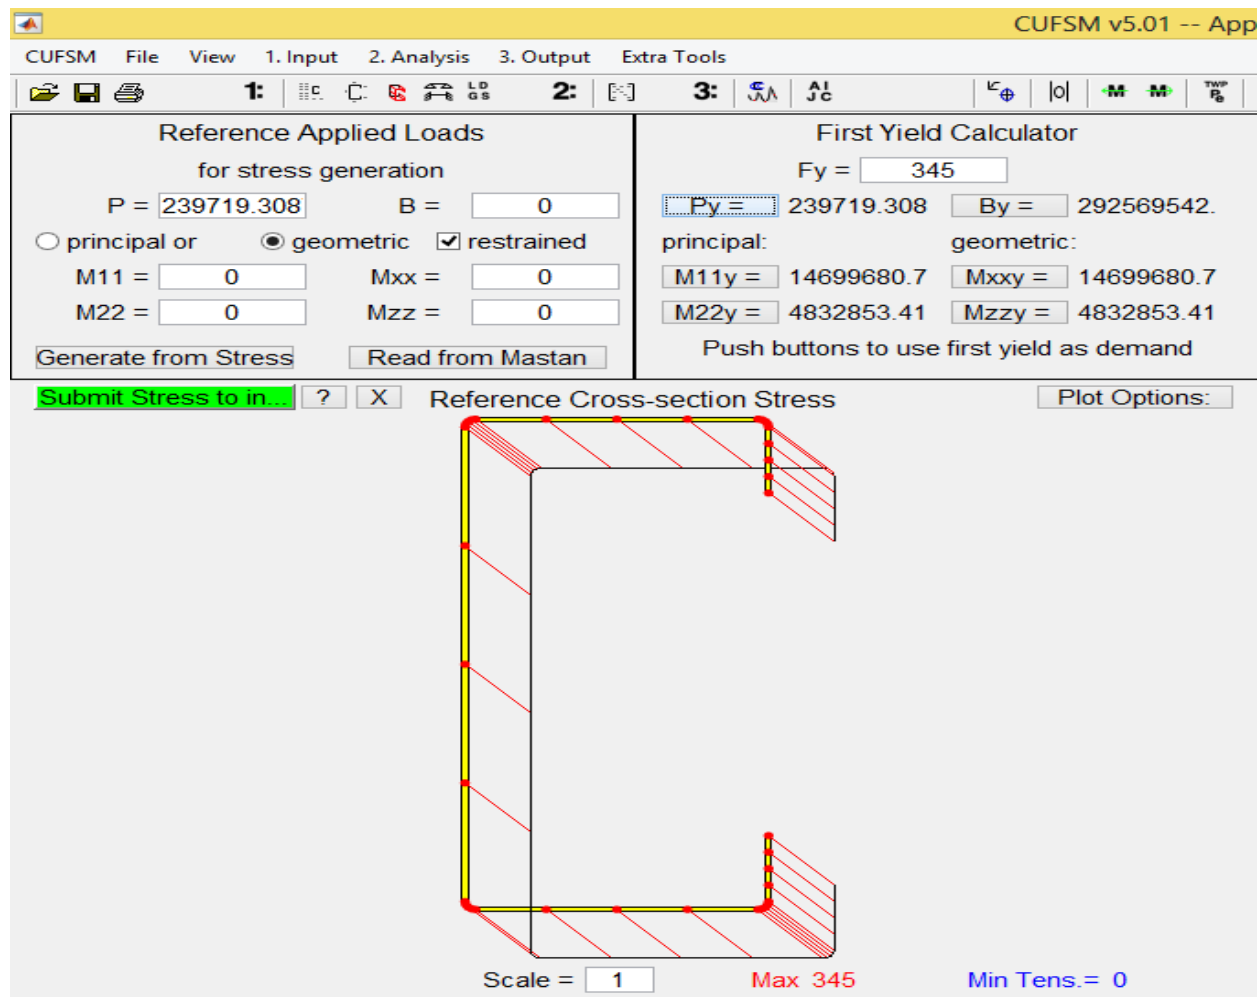 CUFSM v5.01 -- App
CUFSM File View 1. Input 2. Analysis 3. Output Extra Tools
1: 2: 3:
Reference Applied Loads
for stress generation
P = 239719.308 B = 0
principal or geometric restrained
M11 = 0 Mxx = 0
M22 = 0 Mzz = 0
Generate from Stress Read from Mastan
First Yield Calculator
Fy = 345
Py = 239719.308 By = 292569542.
principal: geometric:
M11y = 14699680.7 Mxxy = 14699680.7
M22y = 4832853.41 Mzzy = 4832853.41
Push buttons to use first yield as demand
Submit Stress to in... ? X Reference Cross-section Stress Plot Options:
Scale = 1 Max 345 Min Tens.= 0